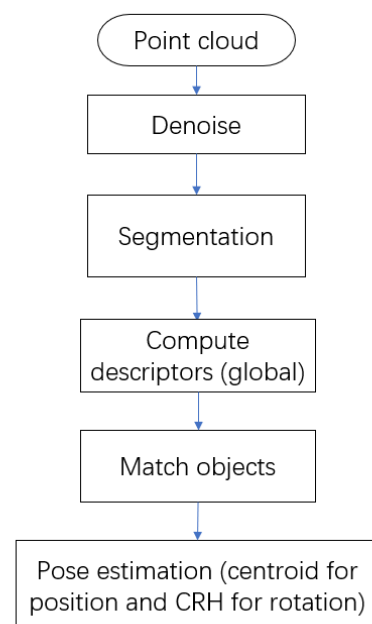 Point cloud
Denoise
Segmentation
Compute
descriptors (global)
Match objects
Pose estimation (centroid for
position and CRH for rotation)